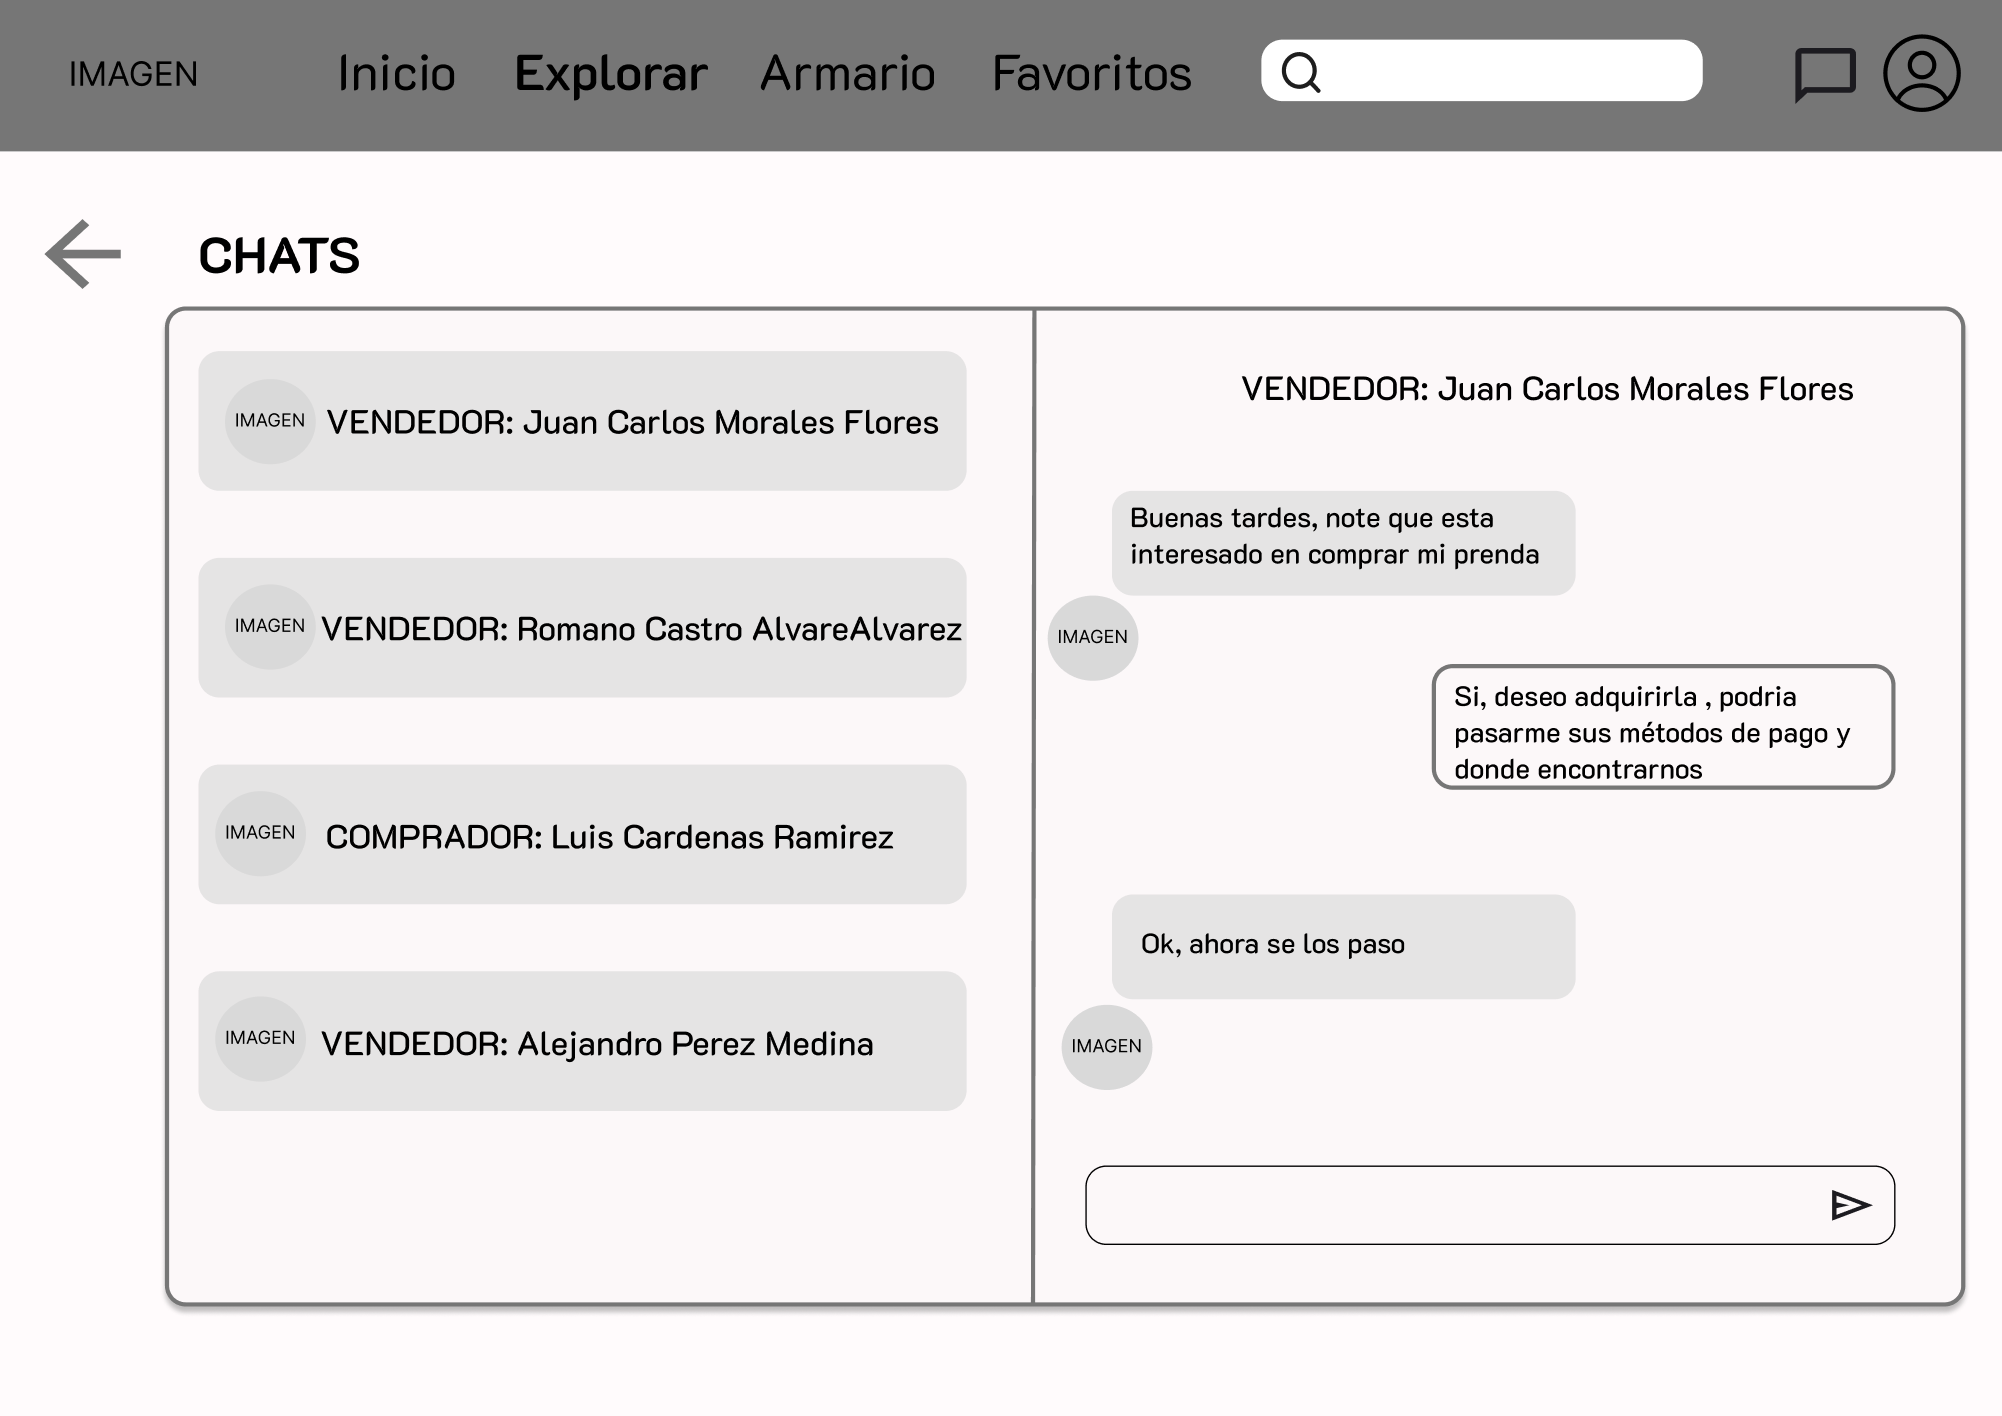 IMAGEN Inicio Explorar Armario Favoritos
CHATS
IMAGEN VENDEDOR: Juan Carlos Morales Flores
IMAGEN VENDEDOR: Romano Castro AlvareAlvarez
IMAGEN COMPRADOR: Luis Cardenas Ramirez
IMAGEN VENDEDOR: Alejandro Perez Medina
VENDEDOR: Juan Carlos Morales Flores
Buenas tardes, note que esta
interesado en comprar mi prenda
IMAGEN
Si, deseo adquirirla , podria
pasarme sus métodos de pago y
donde encontrarnos
Ok, ahora se los paso
IMAGEN